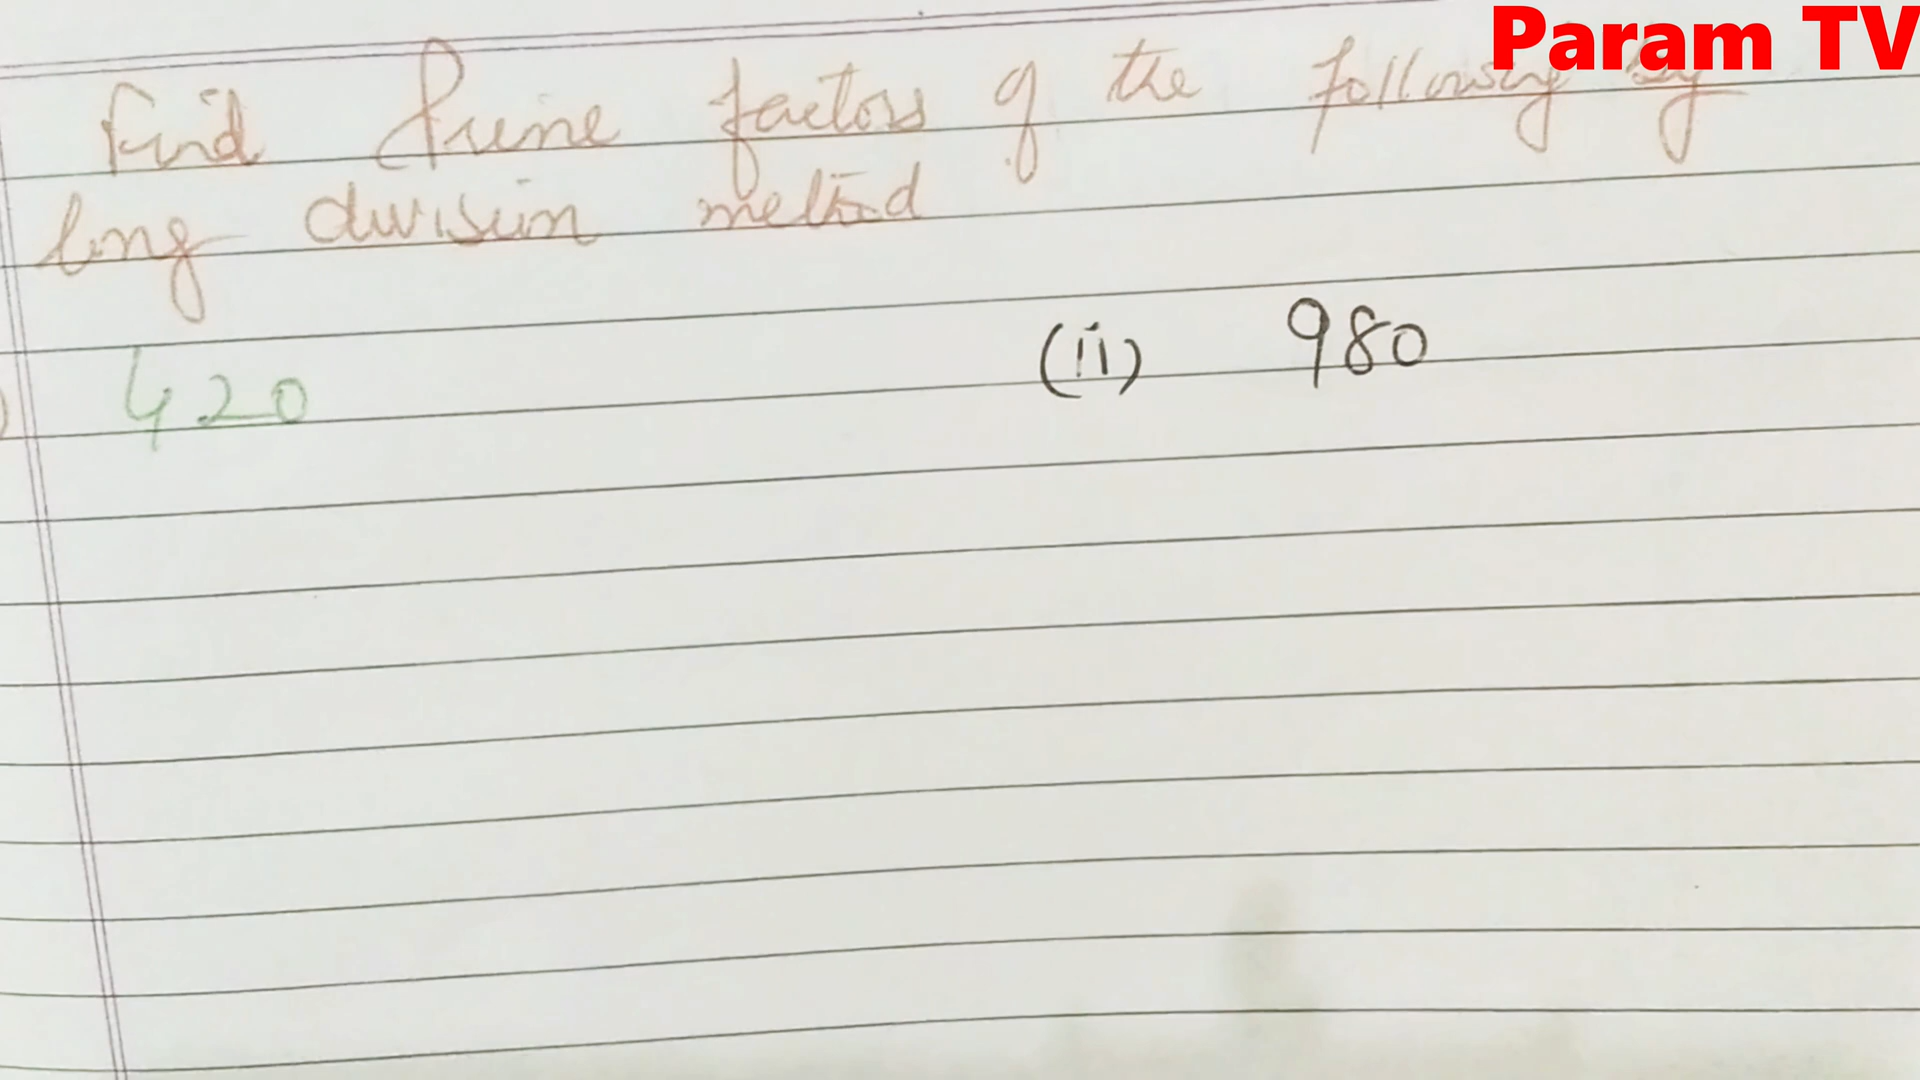 Param TV
Find Prime factors of the following by
long division method
420
(ii) 980